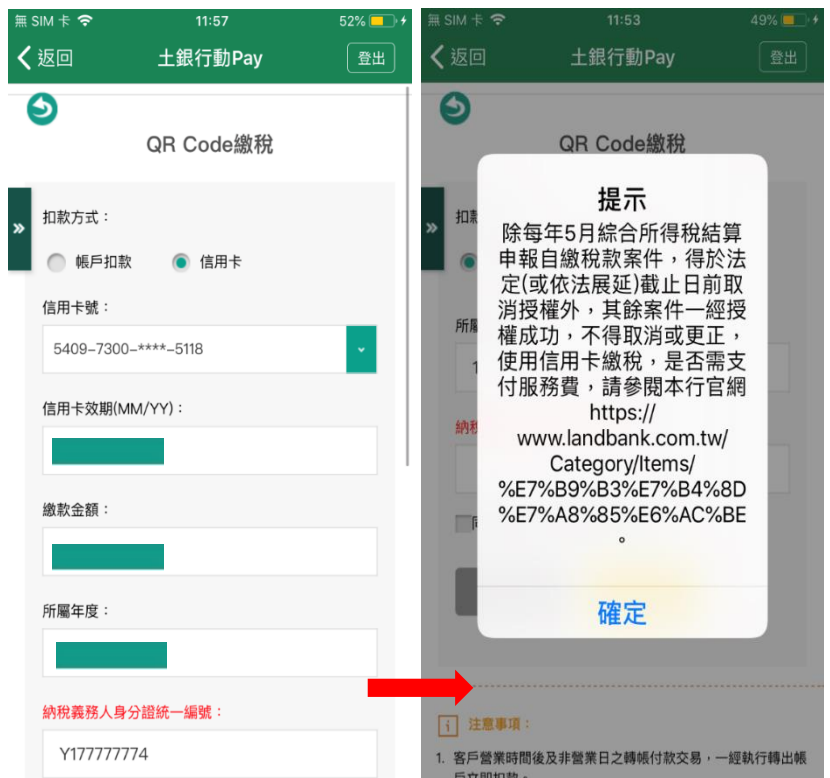 無 SIM 卡
11:57
52%
返回
土銀行動Pay
登出
QR Code繳稅
扣款方式：
帳戶扣款
信用卡
信用卡號：
5409-7300-****-5118
信用卡效期(MM/YY)：
繳款金額：
所屬年度：
納稅義務人身分證統一編號：
Y177777774
無 SIM 卡
11:53
49%
返回
土銀行動Pay
登出
QR Code繳稅
提示
除每年5月綜合所得稅結算
申報自繳稅款案件，得於法
定(或依法展延)截止日前取
消授權外，其餘案件一經授
權成功，不得取消或更正，
使用信用卡繳稅，是否需支
付服務費，請參閱本行官網
https://
www.landbank.com.tw/
Category/Items/
%E7%B9%B3%E7%B4%8D
%E7%A8%85%E6%AC%BE
。
確定
注意事項：
1. 客戶營業時間後及非營業日之轉帳付款交易，一經執行轉出帳